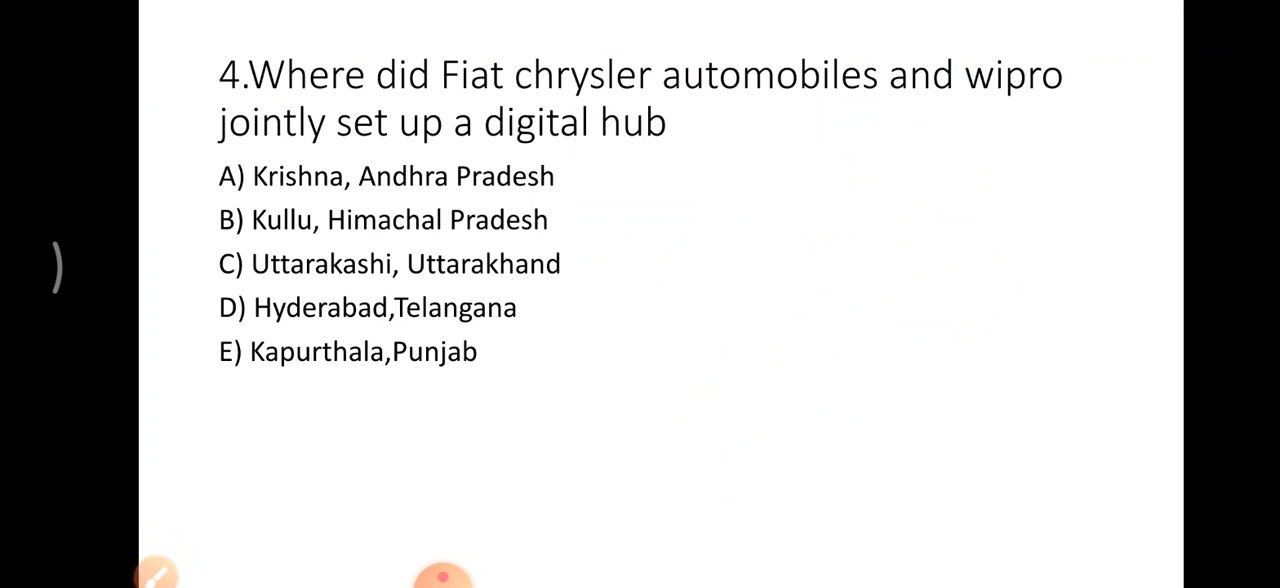 4.Where did Fiat chrysler automobiles and wipro
jointly set up a digital hub
A) Krishna, Andhra Pradesh
B) Kullu, Himachal Pradesh
C) Uttarakashi, Uttarakhand
D) Hyderabad,Telangana
E) Kapurthala,Punjab